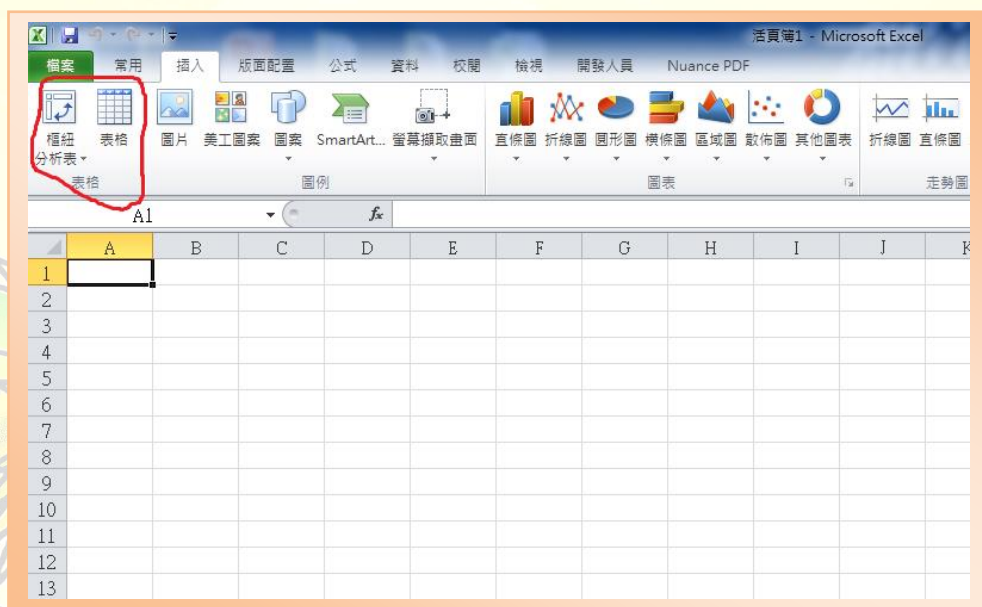 活頁簿1 - Microsoft Excel
檔案 常用 插入 版面配置 公式 資料 校閱 檢視 開發人員 Nuance PDF
樞紐 表格 圖片 美工圖案 圖案 SmartArt... 螢幕擷取畫面 直條圖 折線圖 圓形圖 橫條圖 區域圖 散佈圖 其他圖表 折線圖 直條圖
分析表
表格 圖例 圖表 走勢圖
A1 fx
A B C D E F G H I J K
1
2
3
4
5
6
7
8
9
10
11
12
13